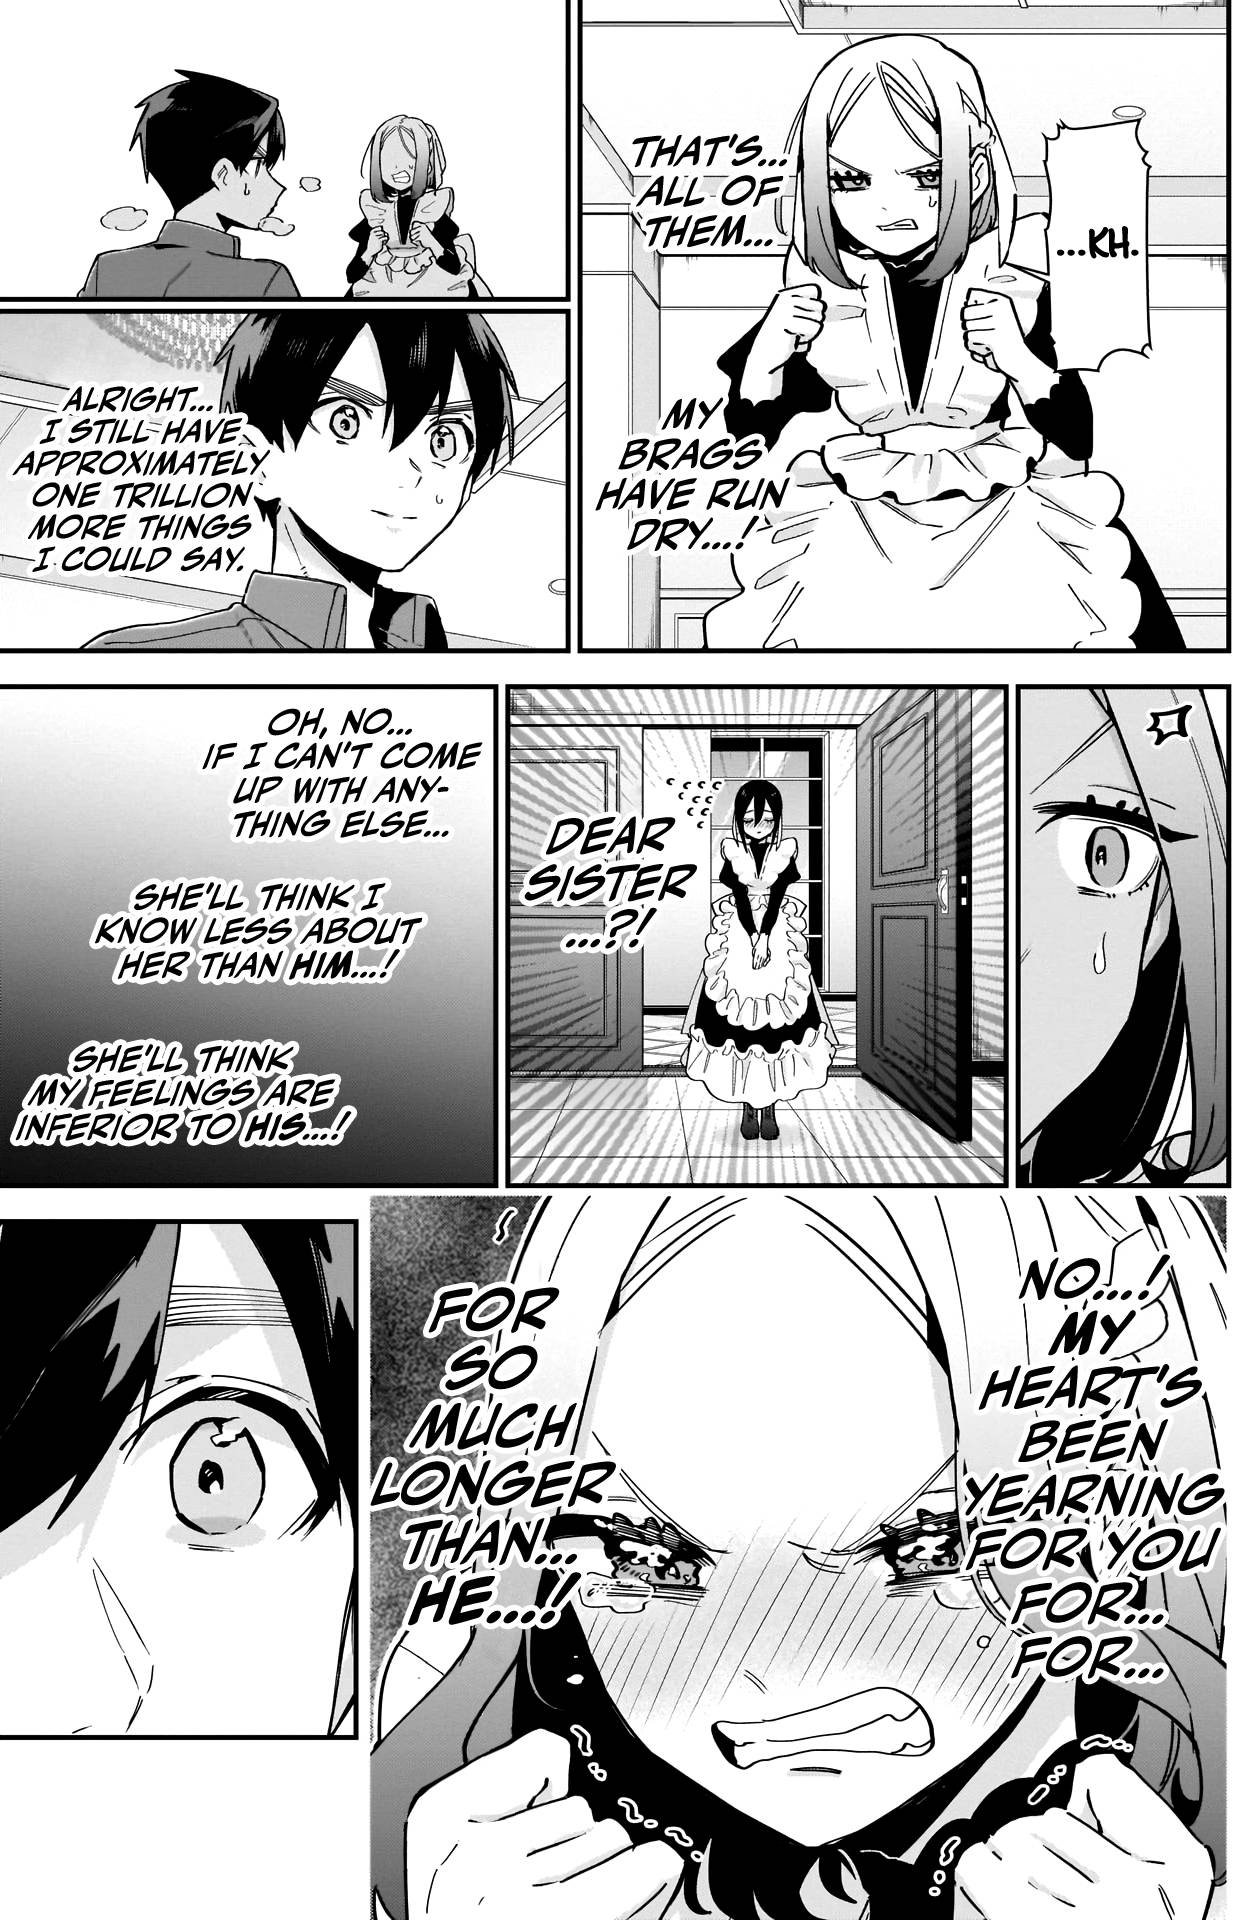 ...KH.
THAT'S...
ALL OF
THEM...
MY
BRAGS
HAVE RUN
DRY...!
ALRIGHT...
I STILL HAVE
APPROXIMATELY
ONE TRILLION
MORE THINGS
I COULD SAY.
DEAR
SISTER
...?!
OH, NO...
IF I CAN'T COME
UP WITH ANY-
THING ELSE...
SHE'LL THINK I
KNOW LESS ABOUT
HER THAN HIM...!
SHE'LL THINK
MY FEELINGS ARE
INFERIOR TO HIS...!
NO...!
MY
HEART'S
BEEN
YEARNING
FOR YOU
FOR...
FOR...
FOR
SO
MUCH
LONGER
THAN...
HE...!